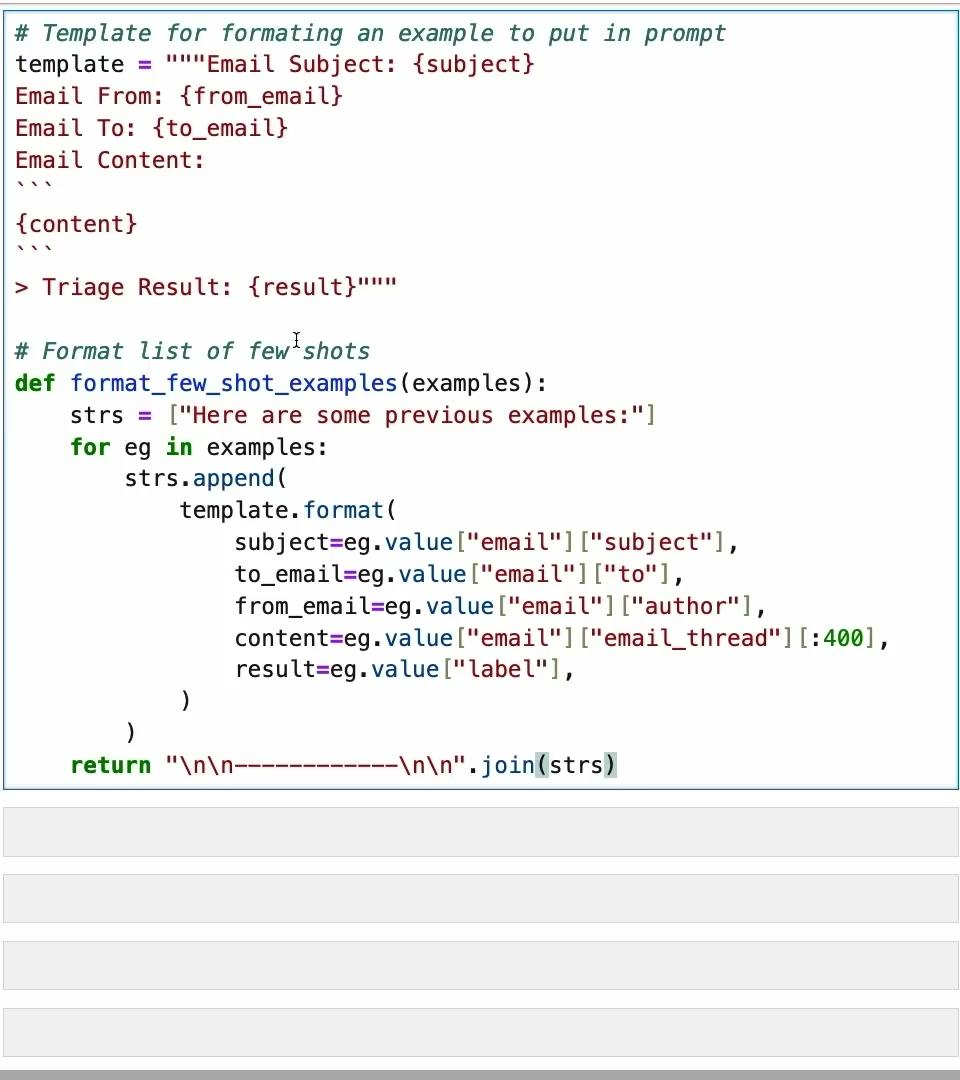 # Template for formating an example to put in prompt
template = """Email Subject: {subject}
Email From: {from_email}
Email To: {to_email}
Email Content:
```
{content}
```
> Triage Result: {result}"""
# Format list of few shots
def format_few_shot_examples(examples):
    strs = ["Here are some previous examples:"]
    for eg in examples:
        strs.append(
            template.format(
                subject=eg.value["email"]["subject"],
                to_email=eg.value["email"]["to"],
                from_email=eg.value["email"]["author"],
                content=eg.value["email"]["email_thread"][:400],
                result=eg.value["label"],
            )
        )
    return "\n\n------------\n\n".join(strs)